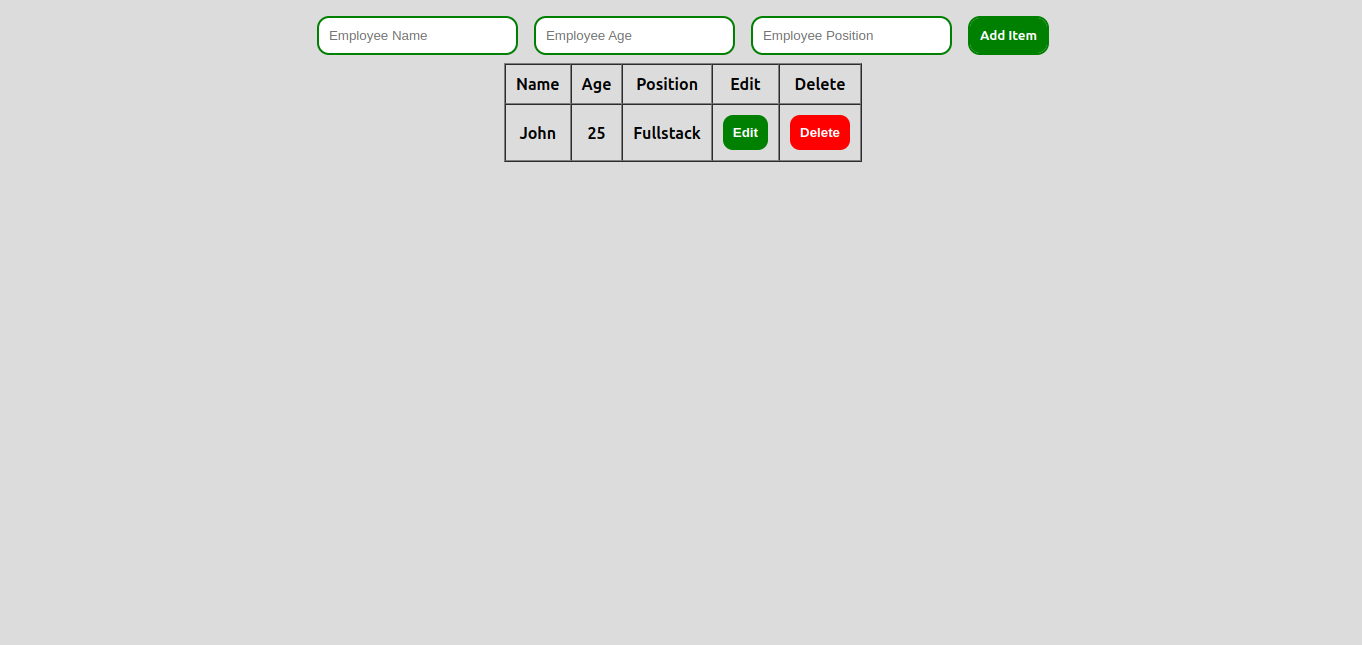 Employee Name Employee Age Employee Position Add Item
Name Age Position Edit Delete
John 25 Fullstack Edit Delete